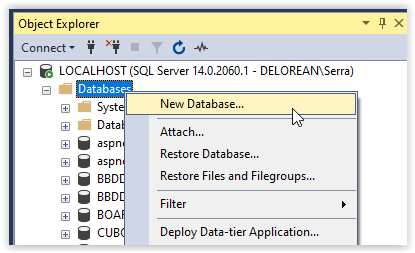 Object Explorer
Connect
LOCALHOST (SQL Server 14.0.2060.1 - DELOREAN\Serra)
Databases
New Database...
Attach...
Restore Database...
Restore Files and Filegroups...
Filter
Deploy Data-tier Application...